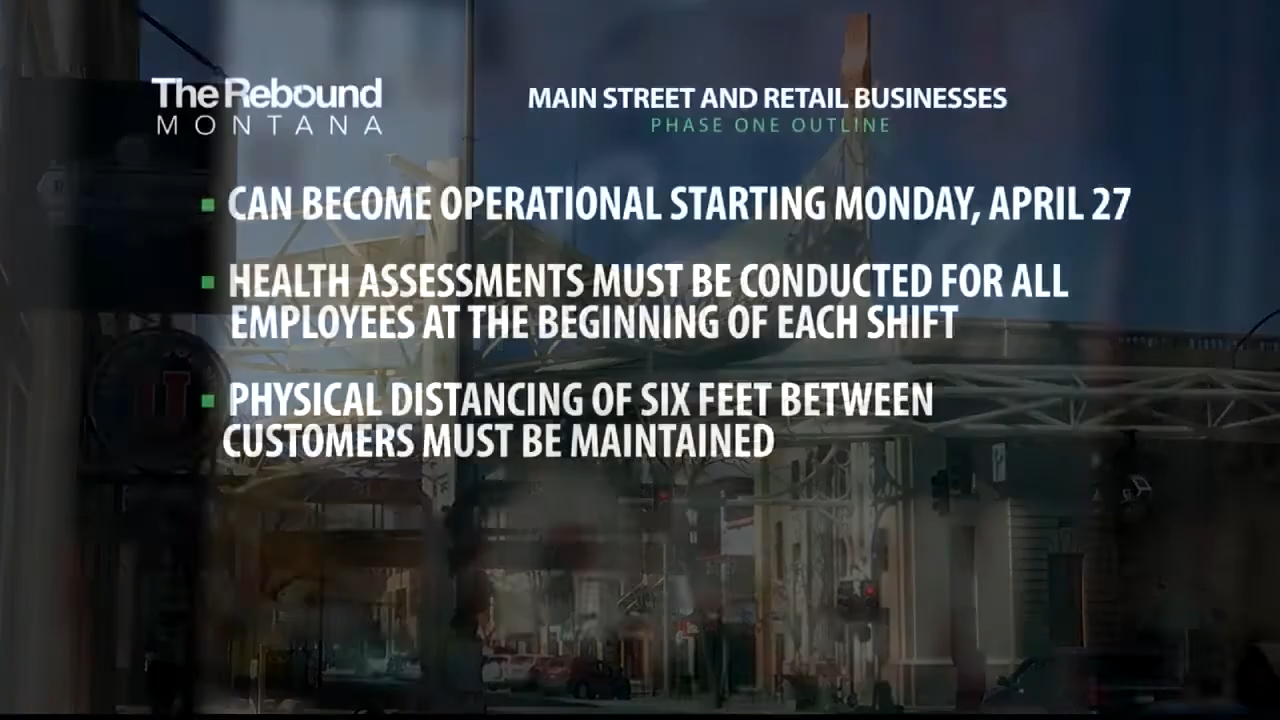 The Rebound
MONTANA
MAIN STREET AND RETAIL BUSINESSES
PHASE ONE OUTLINE
CAN BECOME OPERATIONAL STARTING MONDAY, APRIL 27
HEALTH ASSESSMENTS MUST BE CONDUCTED FOR ALL
EMPLOYEES AT THE BEGINNING OF EACH SHIFT
PHYSICAL DISTANCING OF SIX FEET BETWEEN
CUSTOMERS MUST BE MAINTAINED